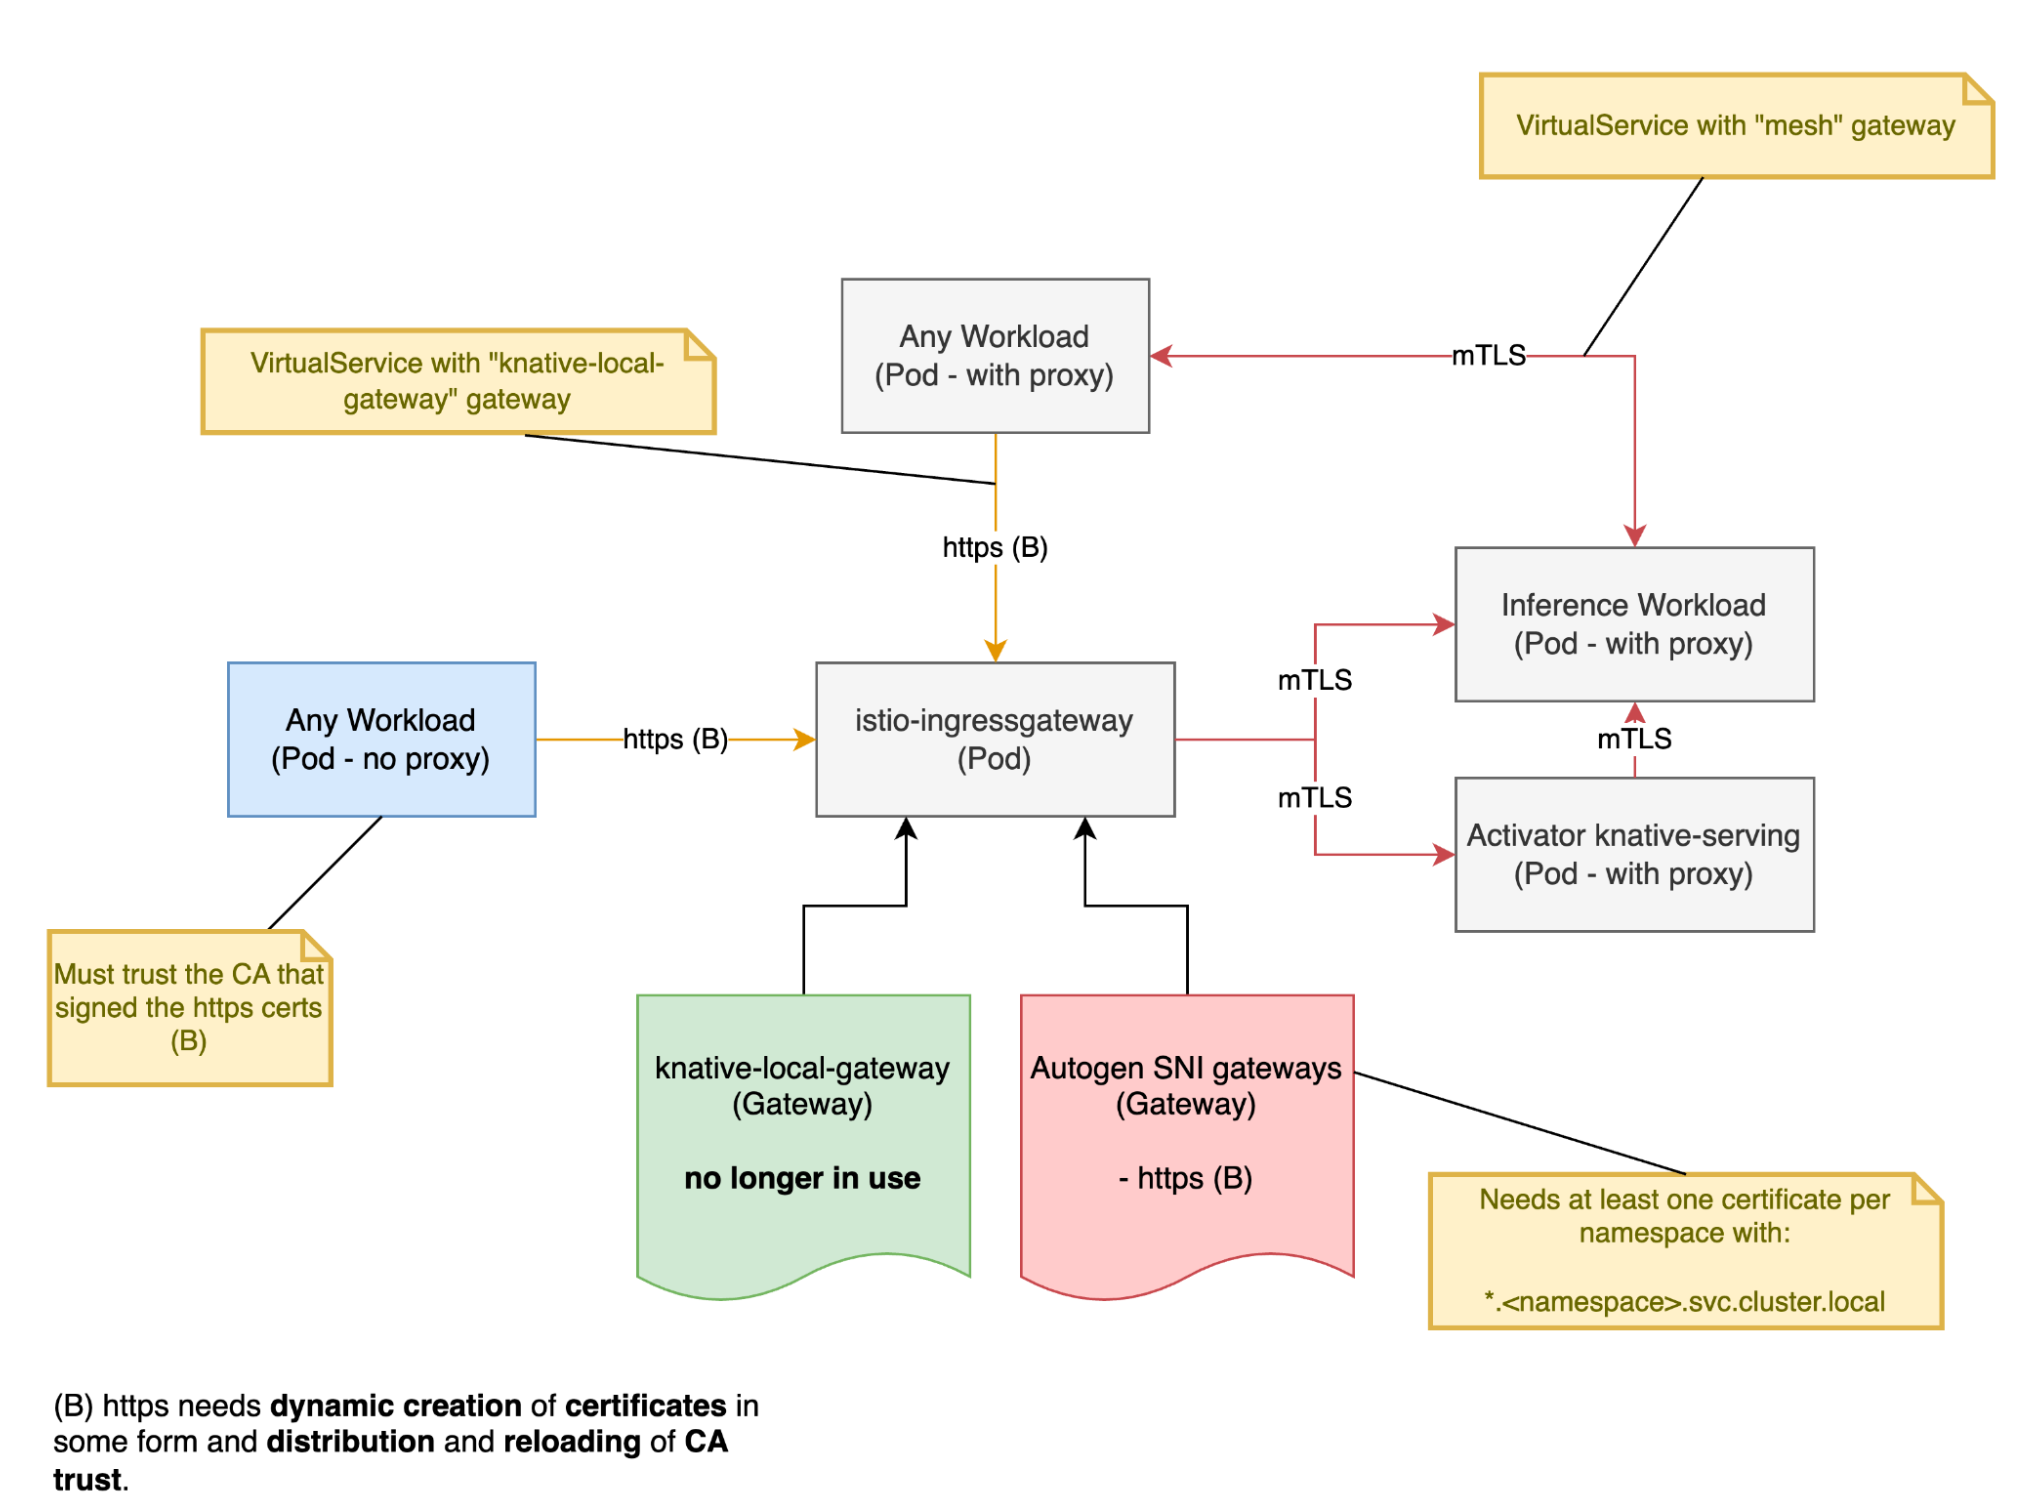 VirtualService with "mesh" gateway
Any Workload
(Pod - with proxy)
mTLS
VirtualService with "knative-local-
gateway" gateway
https (B)
Inference Workload
(Pod - with proxy)
mTLS
Any Workload
(Pod - no proxy)
https (B)
istio-ingressgateway
(Pod)
mTLS
mTLS
Activator knative-serving
(Pod - with proxy)
Must trust the CA that
signed the https certs
(B)
knative-local-gateway
(Gateway)
no longer in use
Autogen SNI gateways
(Gateway)
- https (B)
Needs at least one certificate per
namespace with:
*.<namespace>.svc.cluster.local
(B) https needs dynamic creation of certificates in
some form and distribution and reloading of CA
trust.